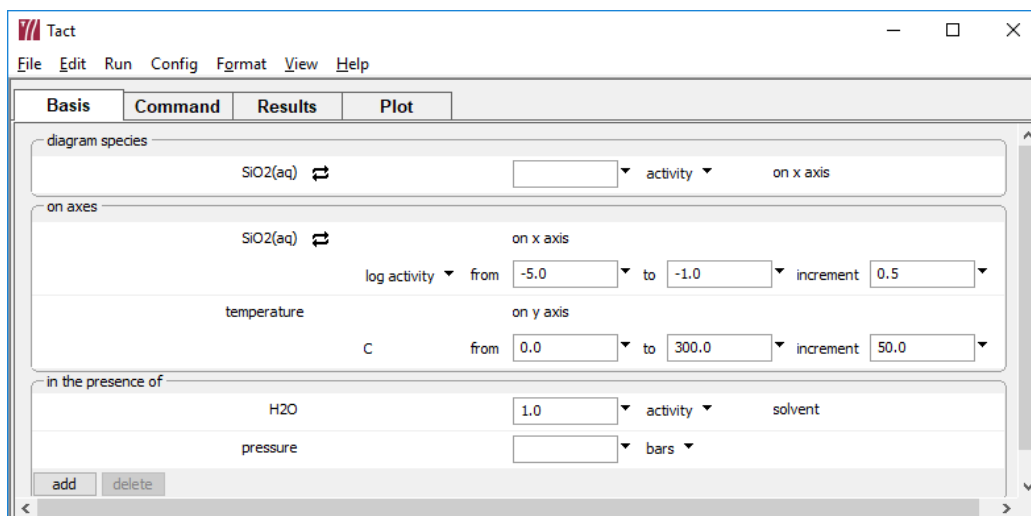 Tact
File Edit Run Config Format View Help
Basis Command Results Plot
diagram species
SiO2(aq) activity on x axis
on axes
SiO2(aq) on x axis
log activity from -5.0 to -1.0 increment 0.5
temperature on y axis
C from 0.0 to 300.0 increment 50.0
in the presence of
H2O 1.0 activity solvent
pressure bars
add delete